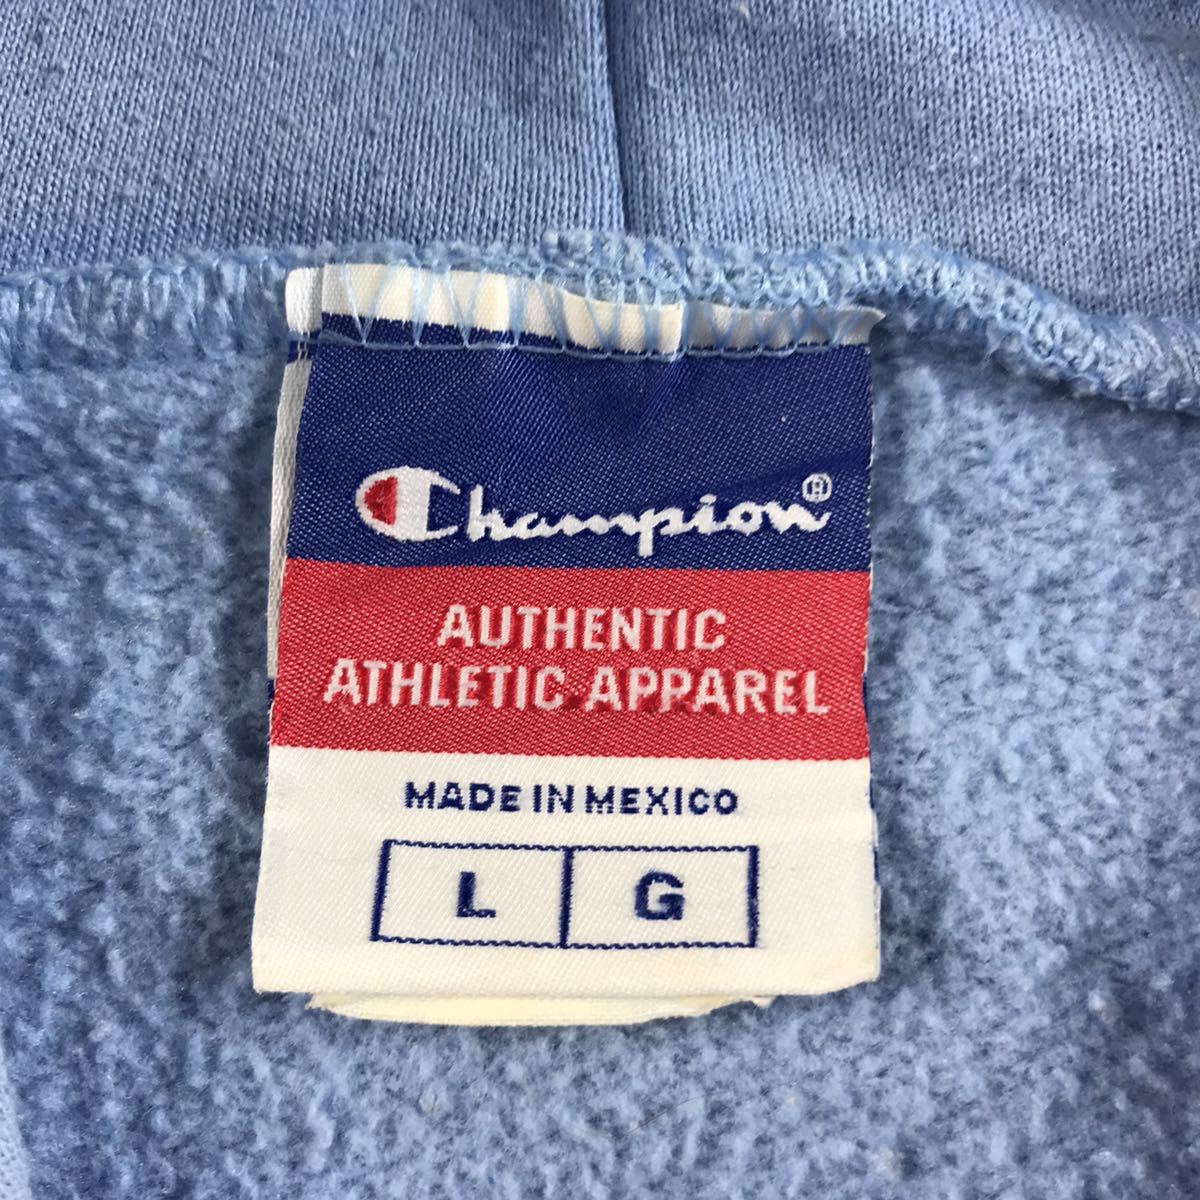 Champion®
AUTHENTIC
ATHLETIC APPAREL
MADE IN MEXICO
L G